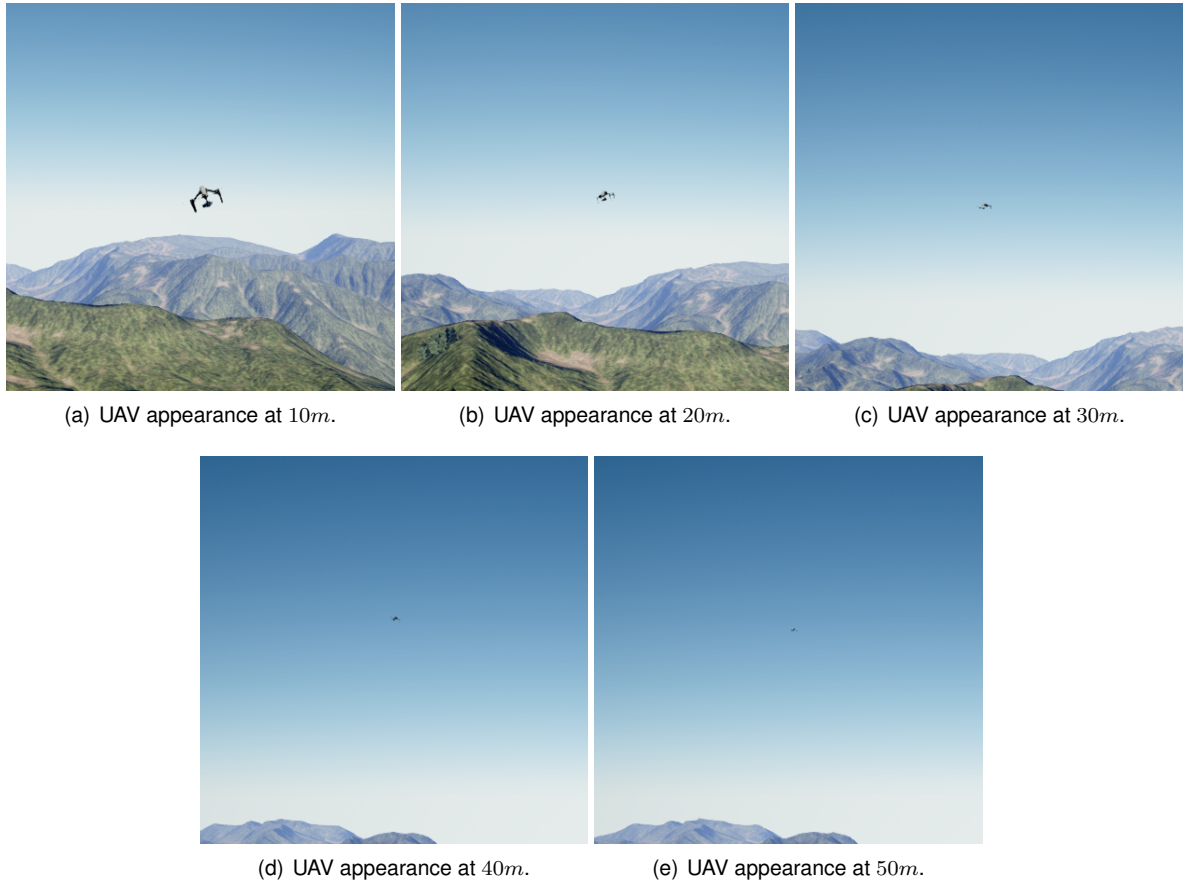 (a) UAV appearance at 10m.
(b) UAV appearance at 20m.
(c) UAV appearance at 30m.
(d) UAV appearance at 40m.
(e) UAV appearance at 50m.